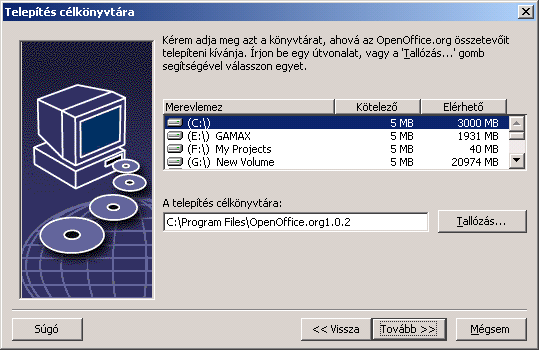 Telepítés célkönyvtára
Kérem adja meg azt a könyvtárat, ahová az OpenOffice.org összetevőit
telepíteni kívánja. Írjon be egy útvonalat, vagy a 'Tallózás...' gomb
segítségével válasszon egyet.
Merevlemez Kötelező Elérhető
(C:\) 5 MB 3000 MB
(E:\) GAMAX 5 MB 1931 MB
(F:\) My Projects 5 MB 40 MB
(G:\) New Volume 5 MB 20974 MB
A telepítés célkönyvtára:
C:\Program Files\OpenOffice.org1.0.2 Tallózás...
Súgó << Vissza Tovább >> Mégsem